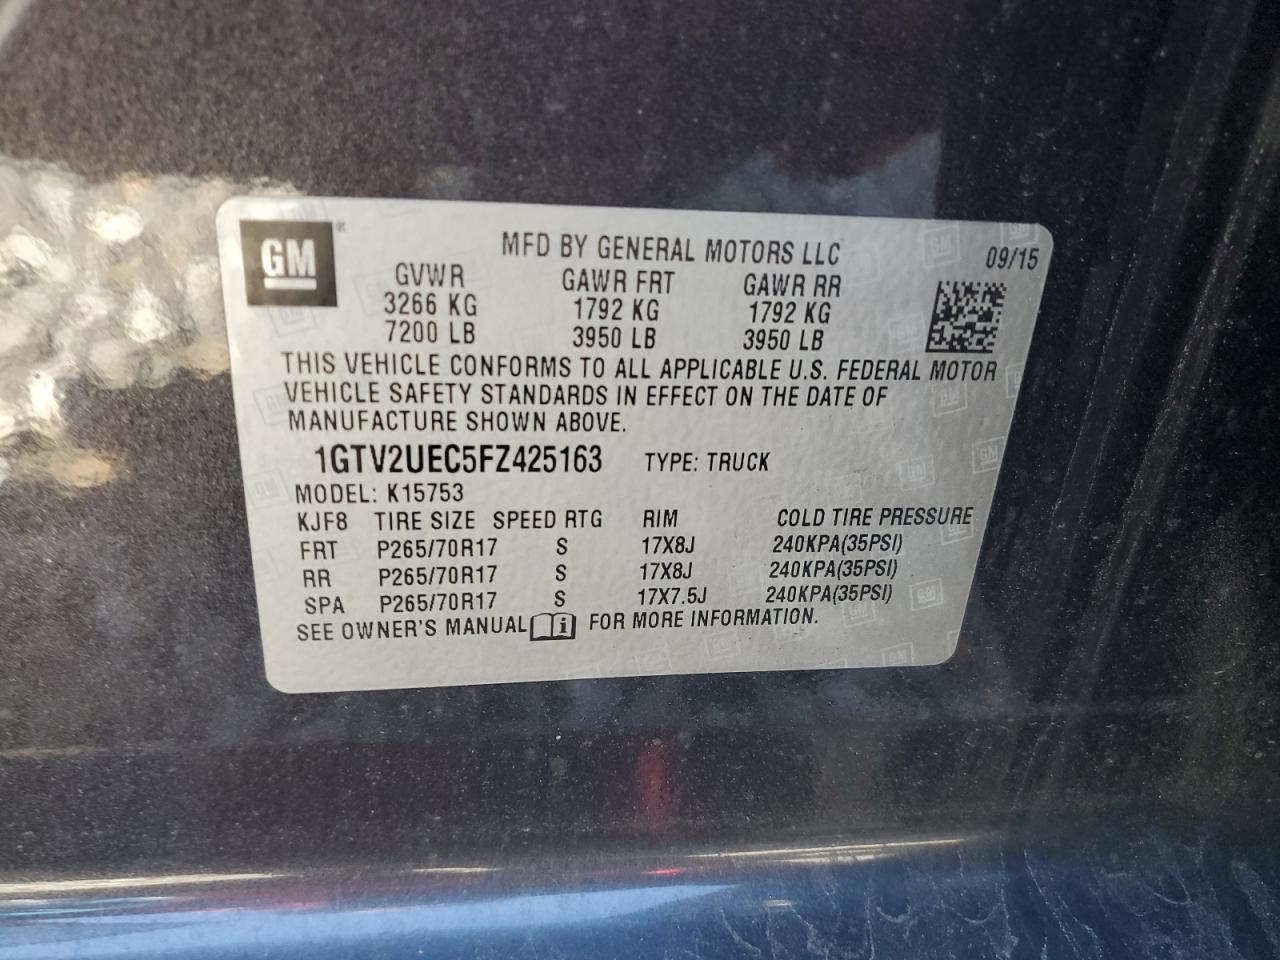 GM ®
MFD BY GENERAL MOTORS LLC 09/15
GVWR GAWR FRT GAWR RR
3266 KG 1792 KG 1792 KG
7200 LB 3950 LB 3950 LB
THIS VEHICLE CONFORMS TO ALL APPLICABLE U.S. FEDERAL MOTOR
VEHICLE SAFETY STANDARDS IN EFFECT ON THE DATE OF
MANUFACTURE SHOWN ABOVE.
1GTV2UEC5FZ425163 TYPE: TRUCK
MODEL: K15753
KJF8 TIRE SIZE SPEED RTG RIM COLD TIRE PRESSURE
FRT P265/70R17 S 17X8J 240KPA(35PSI)
RR P265/70R17 S 17X8J 240KPA(35PSI)
SPA P265/70R17 S 17X7.5J 240KPA(35PSI)
SEE OWNER'S MANUAL i FOR MORE INFORMATION.